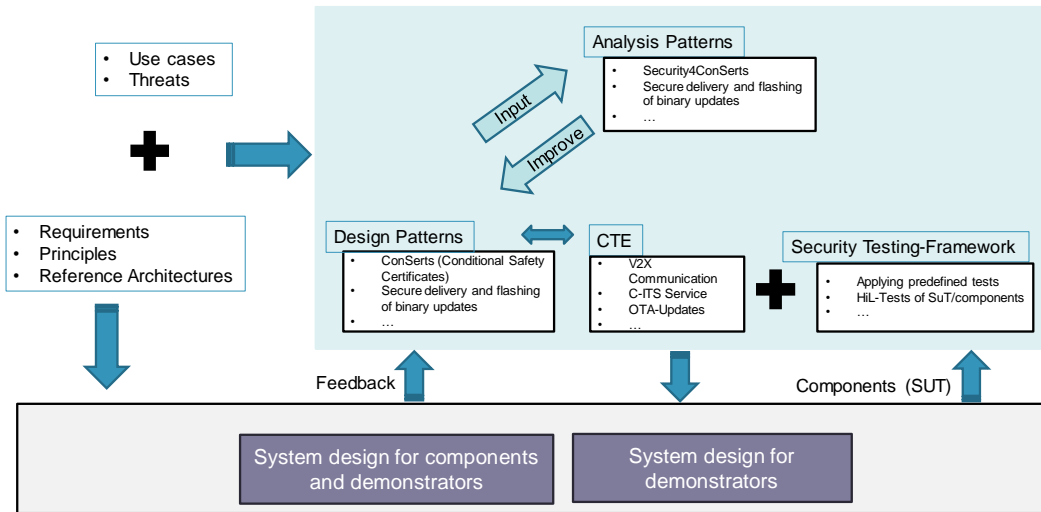 Analysis Patterns
• Security4ConSerts
• Secure delivery and flashing
of binary updates
• …
• Use cases
• Threats
Input
Improve
• Requirements
• Principles
• Reference Architectures
Design Patterns
• ConSerts (Conditional Safety
Certificates)
• Secure delivery and flashing
of binary updates
• …
CTE
• V2X
Communication
• C-ITS Service
• OTA-Updates
• …
Security Testing-Framework
• Applying predefined tests
• HiL-Tests of SuT/components
• …
Feedback
Components (SUT)
System design for components
and demonstrators
System design for
demonstrators